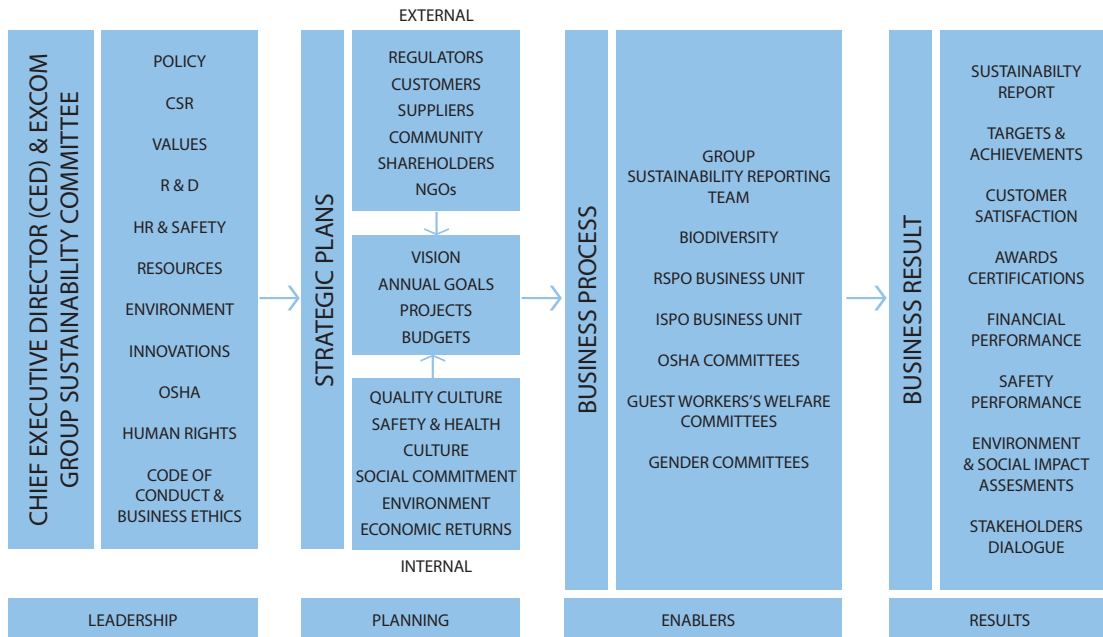 CHIEF EXECUTIVE DIRECTOR (CED) & EXCOM
GROUP SUSTAINABILITY COMMITTEE
POLICY
CSR
VALUES
R & D
HR & SAFETY
RESOURCES
ENVIRONMENT
INNOVATIONS
OSHA
HUMAN RIGHTS
CODE OF
CONDUCT &
BUSINESS ETHICS
LEADERSHIP
STRATEGIC PLANS
EXTERNAL
REGULATORS
CUSTOMERS
SUPPLIERS
COMMUNITY
SHAREHOLDERS
NGOs
VISION
ANNUAL GOALS
PROJECTS
BUDGETS
QUALITY CULTURE
SAFETY & HEALTH
CULTURE
SOCIAL COMMITMENT
ENVIRONMENT
ECONOMIC RETURNS
INTERNAL
PLANNING
BUSINESS PROCESS
GROUP
SUSTAINABILITY REPORTING
TEAM
BIODIVERSITY
RSPO BUSINESS UNIT
ISPO BUSINESS UNIT
OSHA COMMITTEES
GUEST WORKERS'S WELFARE
COMMITTEES
GENDER COMMITTEES
ENABLERS
BUSINESS RESULT
SUSTAINABILTY
REPORT
TARGETS &
ACHIEVEMENTS
CUSTOMER
SATISFACTION
AWARDS
CERTIFICATIONS
FINANCIAL
PERFORMANCE
SAFETY
PERFORMANCE
ENVIRONMENT
& SOCIAL IMPACT
ASSESMENTS
STAKEHOLDERS
DIALOGUE
RESULTS